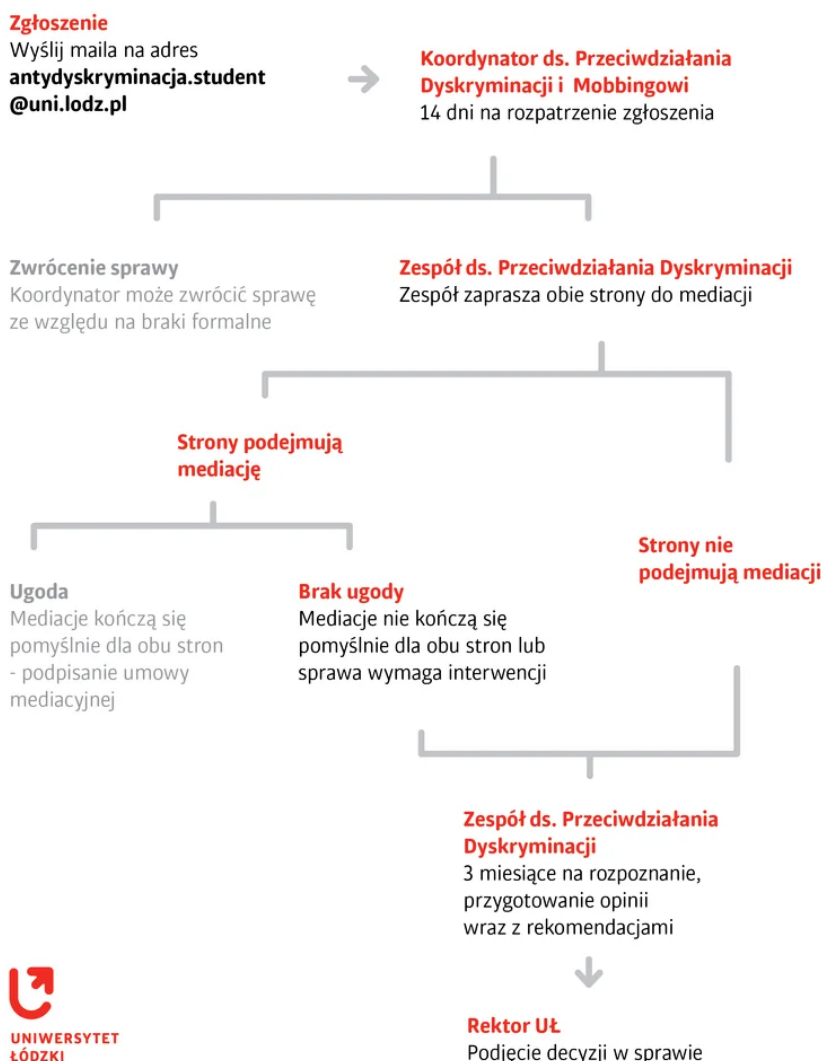 Zgłoszenie
Wyślij maila na adres
antydyskryminacja.student
@uni.lodz.pl
Koordynator ds. Przeciwdziałania
Dyskryminacji i Mobbingowi
14 dni na rozpatrzenie zgłoszenia
Zwrócenie sprawy
Koordynator może zwrócić sprawę
ze względu na braki formalne
Zespół ds. Przeciwdziałania Dyskryminacji
Zespół zaprasza obie strony do mediacji
Strony podejmują
mediację
Strony nie
podejmują mediacji
Ugoda
Mediacje kończą się
pomyślnie dla obu stron
- podpisanie umowy
mediacyjnej
Brak ugody
Mediacje nie kończą się
pomyślnie dla obu stron lub
sprawa wymaga interwencji
Zespół ds. Przeciwdziałania
Dyskryminacji
3 miesiące na rozpoznanie,
przygotowanie opinii
wraz z rekomendacjami
Rektor UŁ
Podjęcie decyzji w sprawie
UNIWERSYTET
ŁÓDZKI